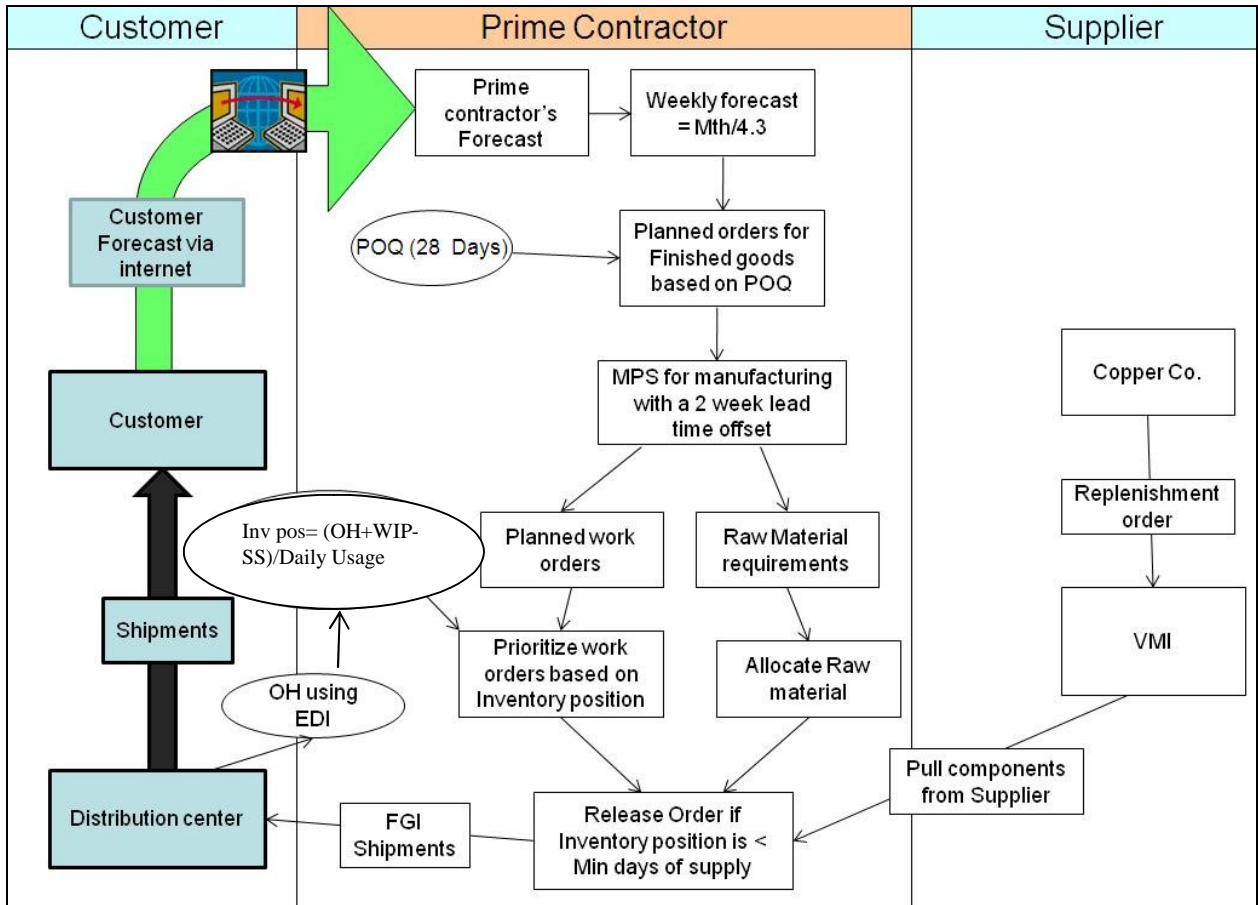 Customer
Prime Contractor
Supplier
Prime
contractor's
Forecast
Weekly forecast
= Mth/4.3
Customer
Forecast via
internet
POQ (28 Days)
Planned orders for
Finished goods
based on POQ
MPS for manufacturing
with a 2 week lead
time offset
Copper Co.
Customer
Replenishment
order
Inv pos= (OH+WIP-
SS)/Daily Usage
Planned work
orders
Raw Material
requirements
Shipments
Prioritize work
orders based on
Inventory position
Allocate Raw
material
VMI
OH using
EDI
Pull components
from Supplier
Distribution center
FGI
Shipments
Release Order if
Inventory position is <
Min days of supply